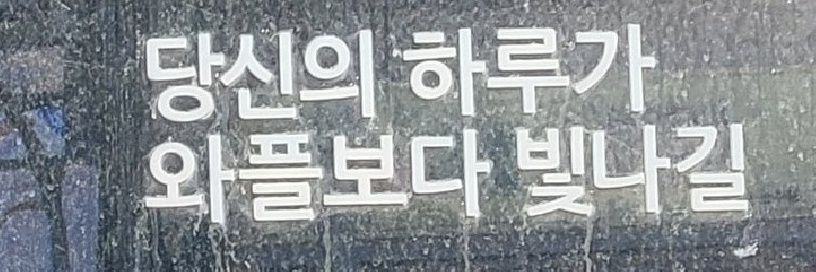 당신의 하루가
와플보다 빛나길